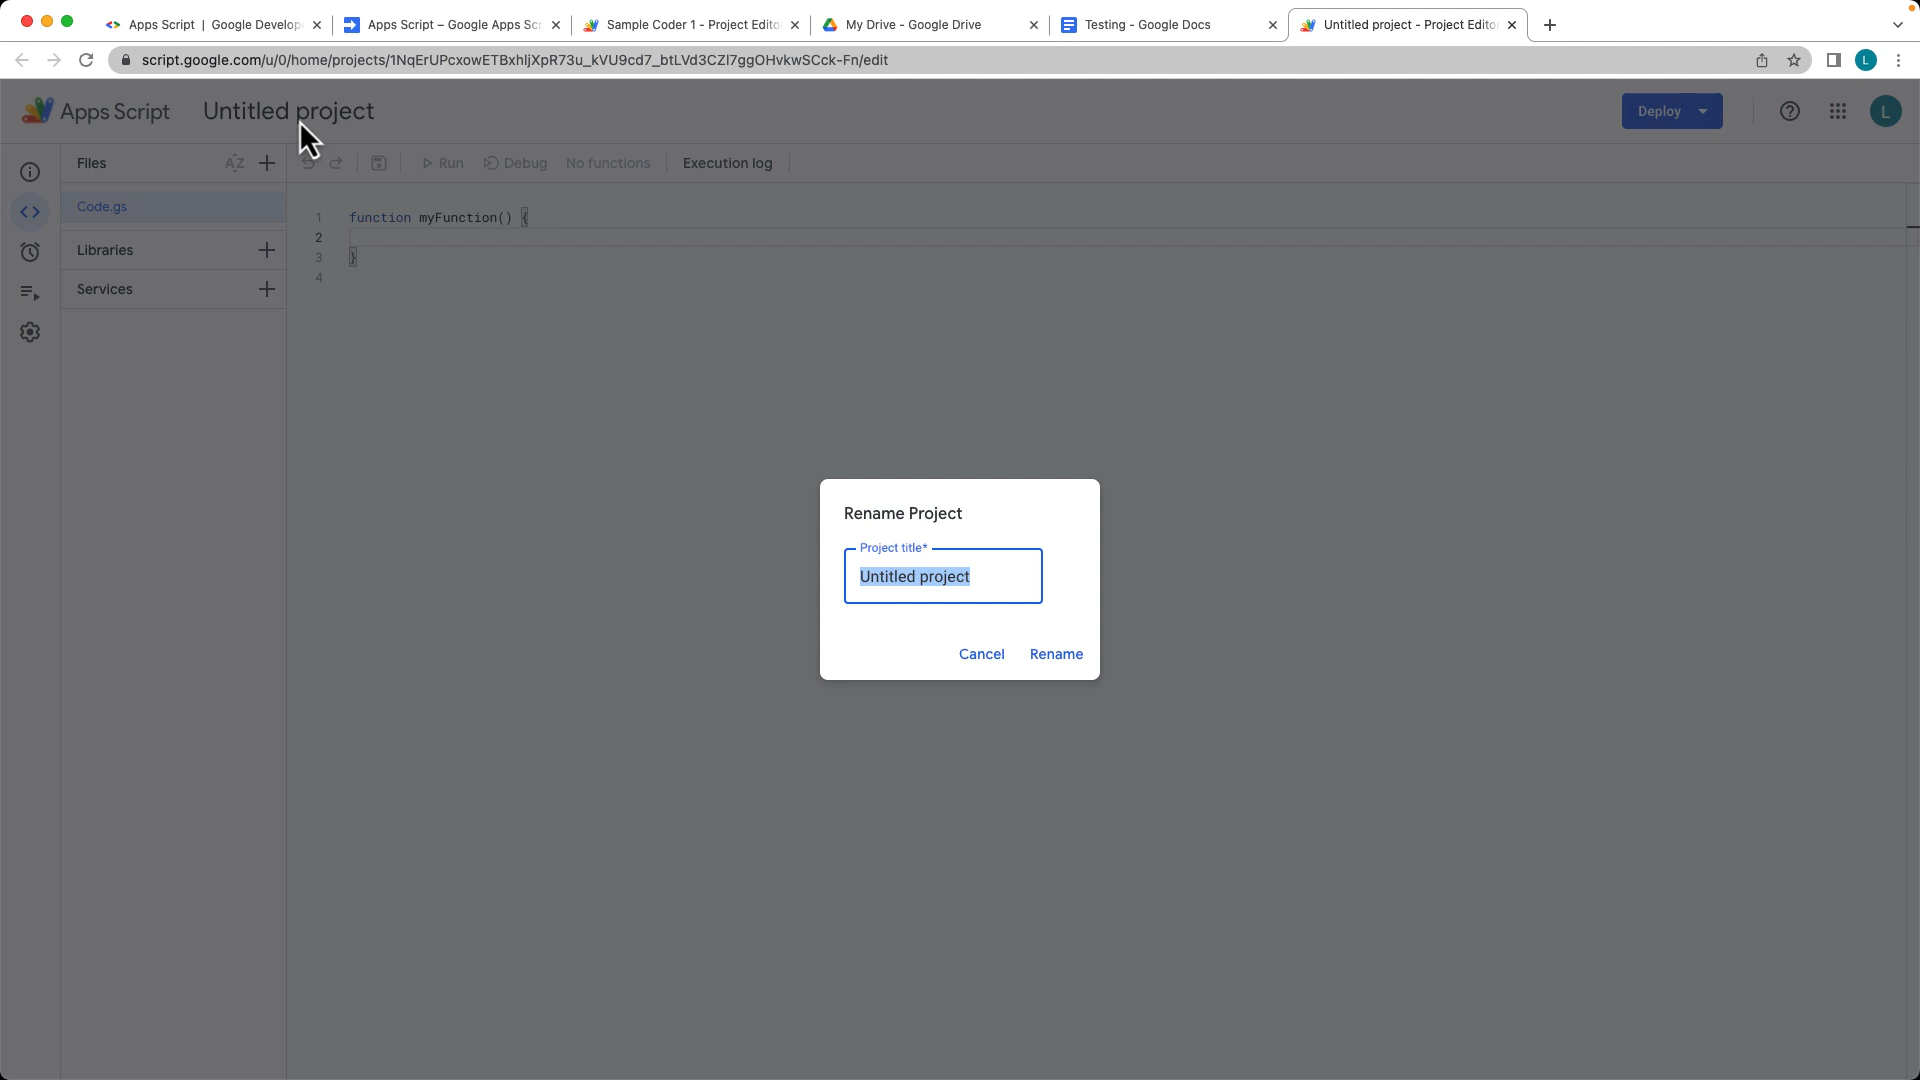 Apps Script | Google Develop
Apps Script – Google Apps Scr
Sample Coder 1 - Project Edito
My Drive - Google Drive
Testing - Google Docs
Untitled project - Project Editor
script.google.com/u/0/home/projects/1NqErUPcxowETBxhljXpR73u_kVU9cd7_btLVd3CZI7ggOHvkwSCck-Fn/edit
L
Apps Script
Untitled project
Deploy
L
Files
AZ
Run
Debug
No functions
Execution log
Code.gs
Libraries
Services
1 function myFunction() {
2
3 }
4
Rename Project
Project title*
Untitled project
Cancel
Rename